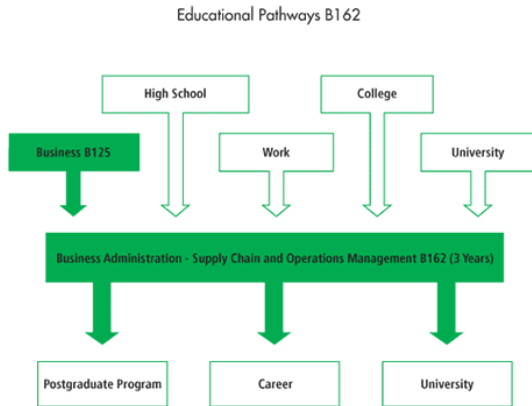 Educational Pathways B162
High School
College
Business B125
Work
University
Business Administration - Supply Chain and Operations Management B162 (3 Years)
Postgraduate Program
Career
University